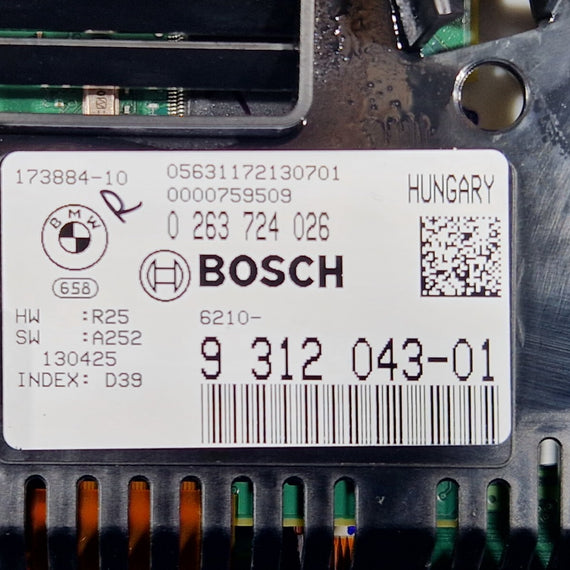 173884-10
05631172130701
0000759509
HUNGARY
R
0 263 724 026
BMW
BOSCH
658
HW :R25
SW :A252
130425
INDEX: D39
6210-
9 312 043-01